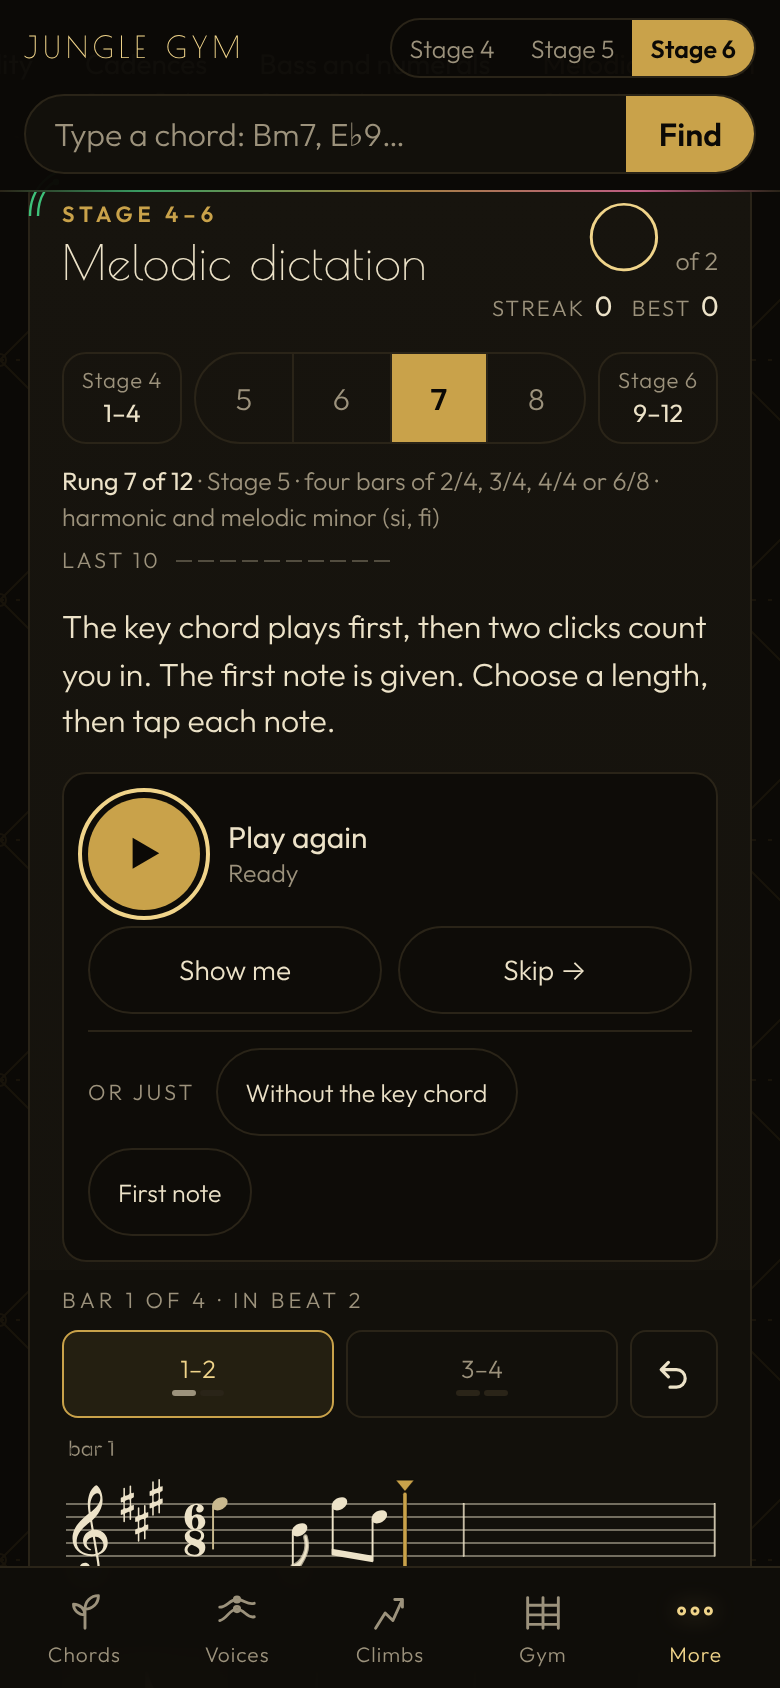 JUNGLE GYM
Stage 4 Stage 5 Stage 6
Cadences Bass and numerals
Type a chord: Bm7, E♭9...
Find
STAGE 4–6
Melodic dictation
of 2
STREAK 0 BEST 0
Stage 4
1–4
5
6
7
8
Stage 6
9–12
Rung 7 of 12 · Stage 5 · four bars of 2/4, 3/4, 4/4 or 6/8 ·
harmonic and melodic minor (si, fi)
LAST 10 – – – – – – – – – –
The key chord plays first, then two clicks count
you in. The first note is given. Choose a length,
then tap each note.
Play again
Ready
Show me
Skip →
OR JUST
Without the key chord
First note
BAR 1 OF 4 · IN BEAT 2
1–2
3–4
bar 1
6
8
Chords Voices Climbs Gym More